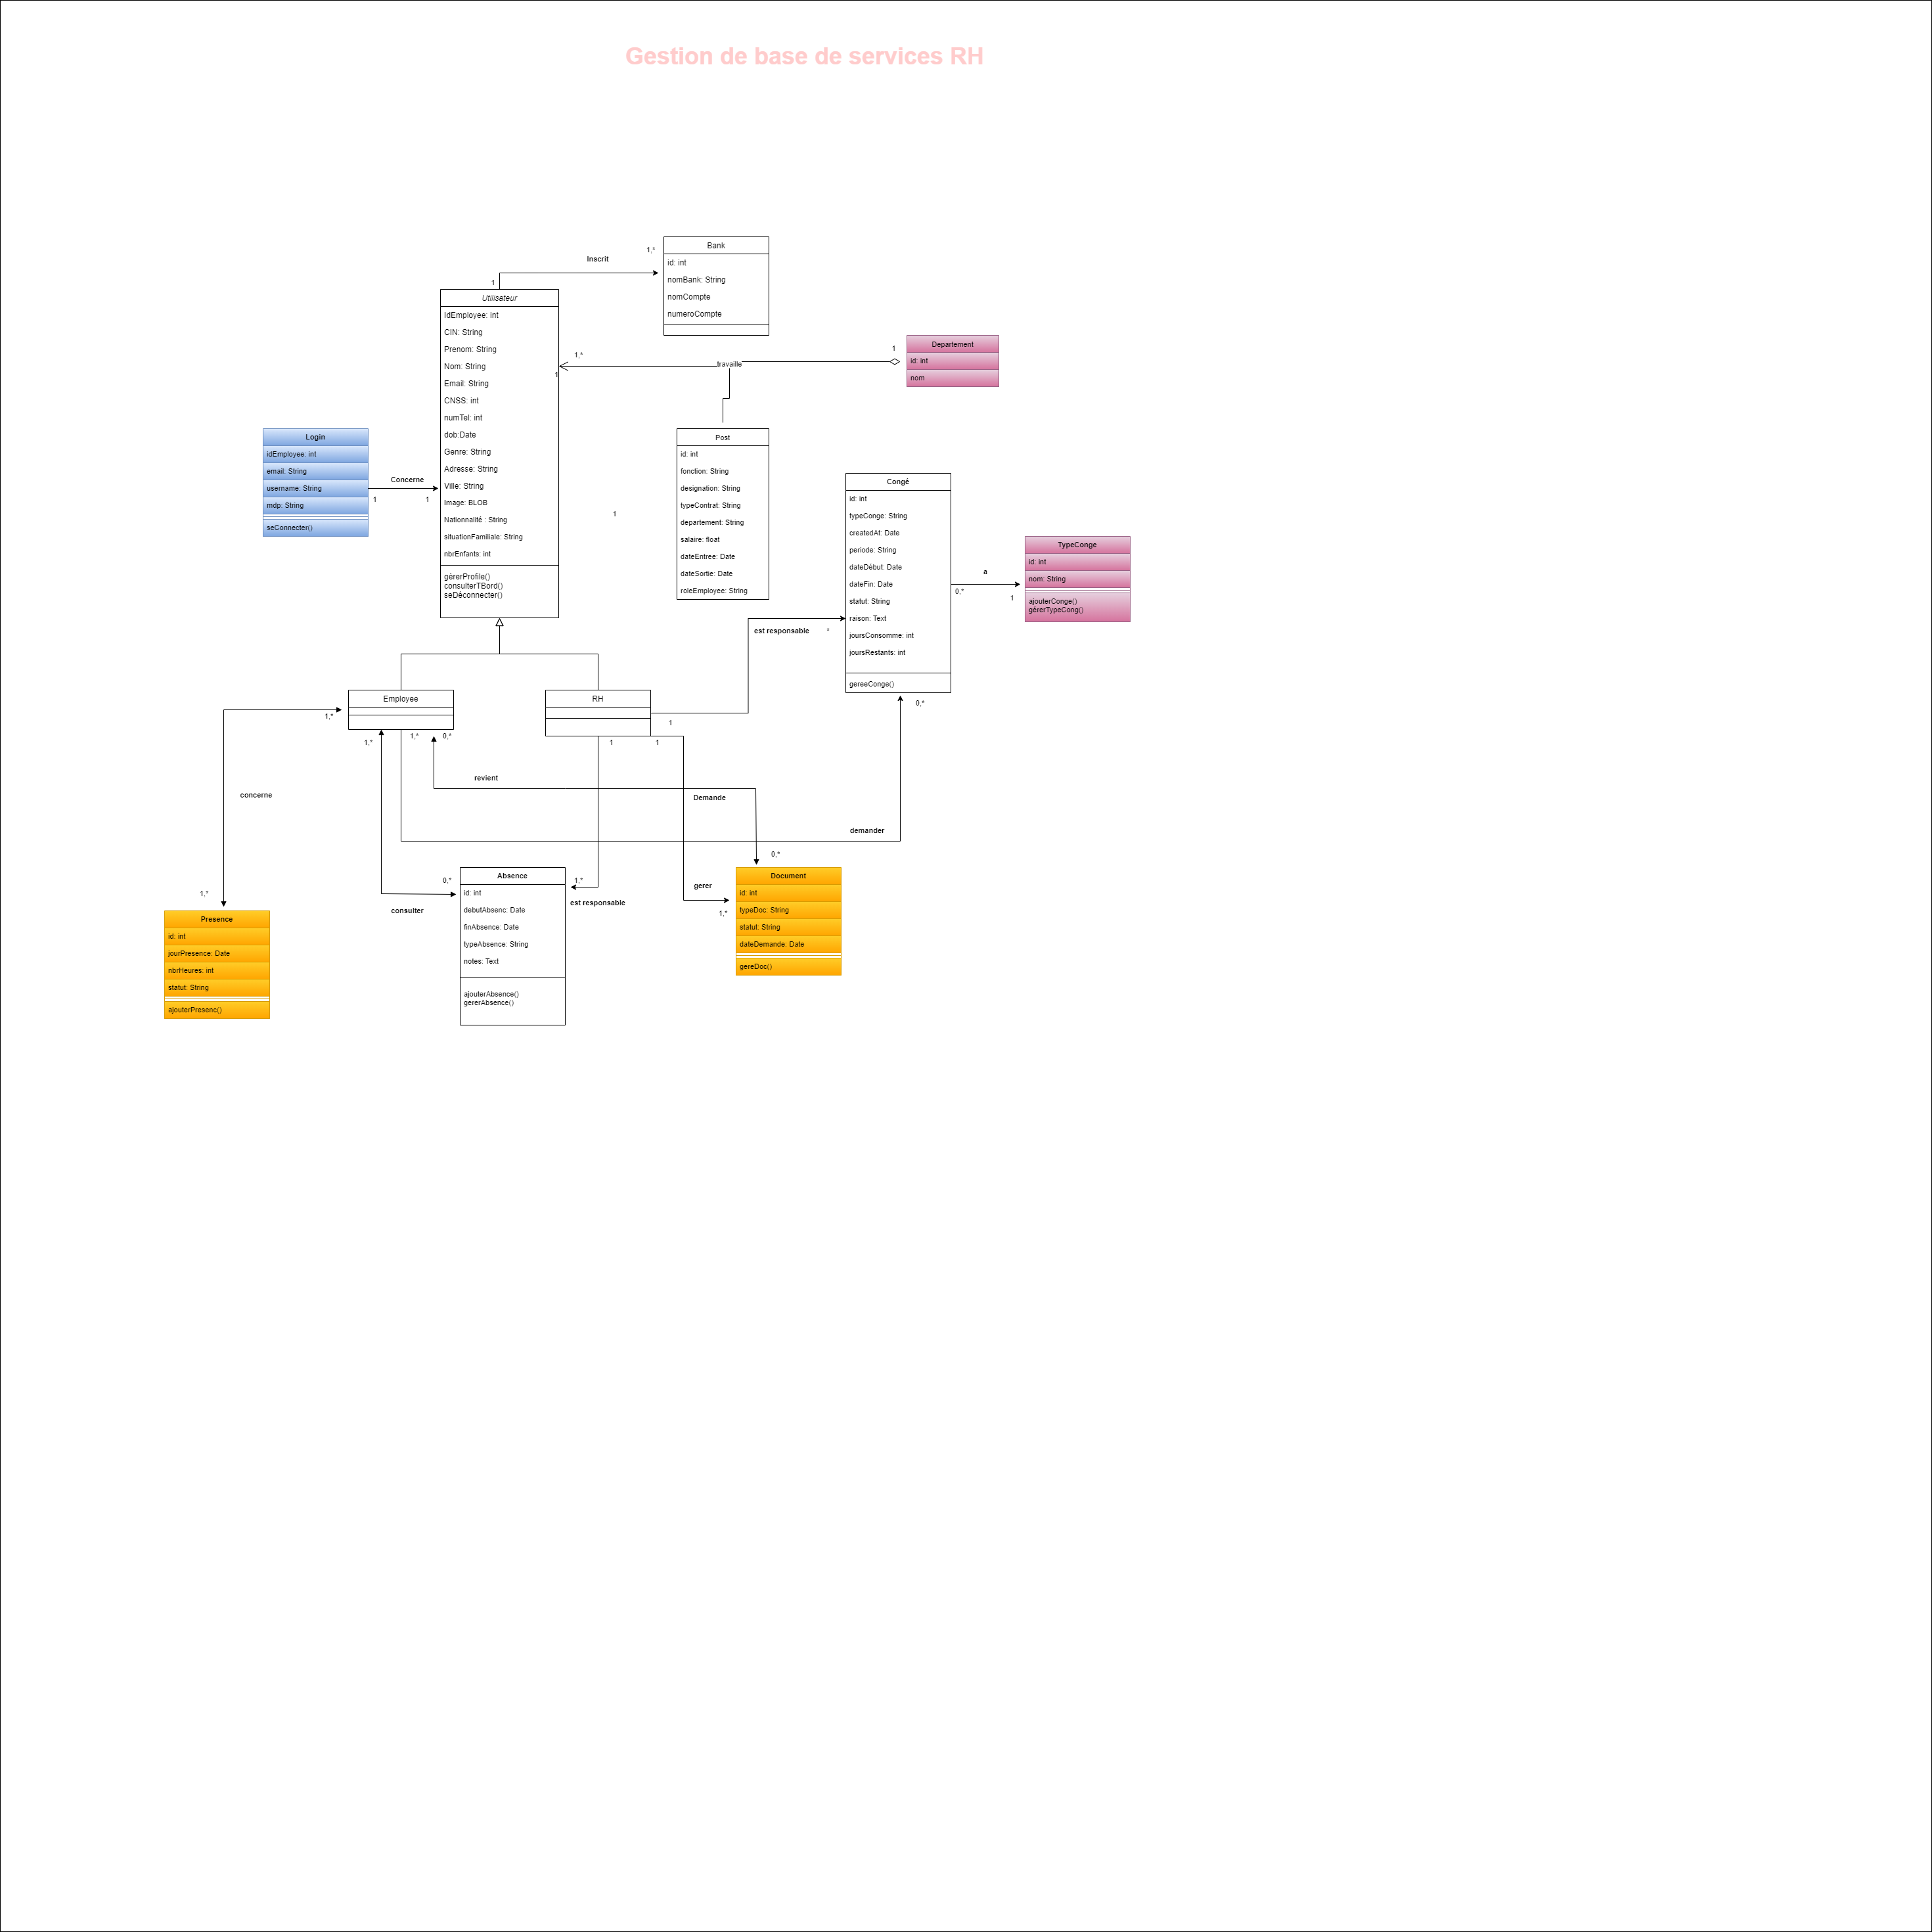 Gestion de base de services RH
Bank
id: int
nomBank: String
nomCompte
numeroCompte
1,*
Inscrit
1
Utilisateur
IdEmployee: int
CIN: String
Prenom: String
Nom: String
Email: String
CNSS: int
numTel: int
dob:Date
Genre: String
Adresse: String
Ville: String
Image: BLOB
Nationnalité : String
situationFamiliale: String
nbrEnfants: int
gérerProfile()
consulterTBord()
seDéconnecter()
1,*
1
travaille
1
Departement
id: int
nom
Login
idEmployee: int
email: String
username: String
mdp: String
seConnecter()
Concerne
1
1
1
Post
id: int
fonction: String
designation: String
typeContrat: String
departement: String
salaire: float
dateEntree: Date
dateSortie: Date
roleEmployee: String
Congé
id: int
typeConge: String
createdAt: Date
periode: String
dateDébut: Date
dateFin: Date
statut: String
raison: Text
joursConsomme: int
joursRestants: int
gereeConge()
a
0,*
1
TypeConge
id: int
nom: String
ajouterConge()
gérerTypeCong()
est responsable
*
Employee
RH
1,*
1
0,*
1,*
1,*
0,*
1
1
revient
concerne
Demande
demander
0,*
1,*
0,*
1,*
consulter
est responsable
gerer
1,*
Presence
id: int
jourPresence: Date
nbrHeures: int
statut: String
ajouterPresenc()
Absence
id: int
debutAbsenc: Date
finAbsence: Date
typeAbsence: String
notes: Text
ajouterAbsence()
gererAbsence()
Document
id: int
typeDoc: String
statut: String
dateDemande: Date
gereDoc()